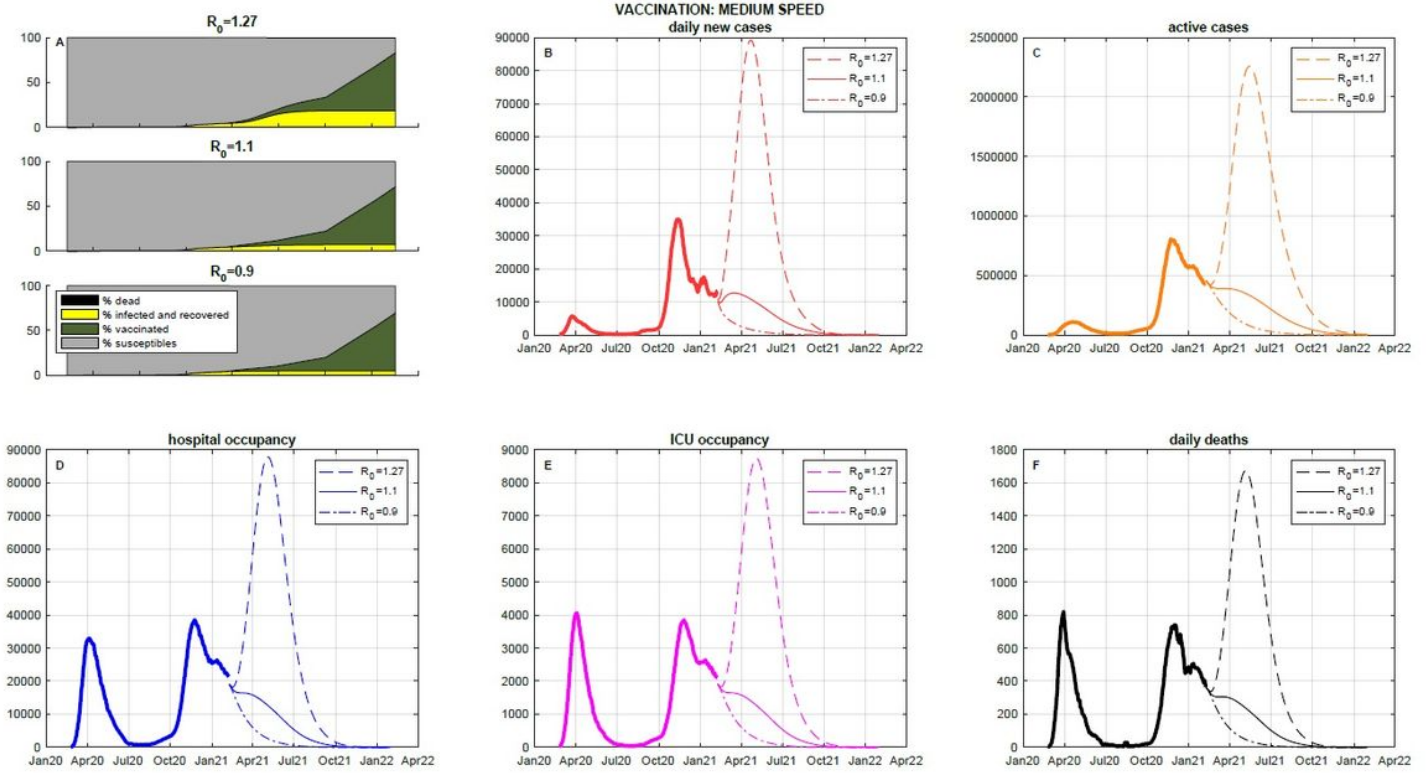 VACCINATION: MEDIUM SPEED
R0=1.27
A
100
50
0
R0=1.1
100
50
0
R0=0.9
100
50
0
% dead
% infected and recovered
% vaccinated
% susceptibles
daily new cases
B
R0=1.27
R0=1.1
R0=0.9
90000
80000
70000
60000
50000
40000
30000
20000
10000
0
Jan20 Apr20 Jul20 Oct20 Jan21 Apr21 Jul21 Oct21 Jan22 Apr22
active cases
C
R0=1.27
R0=1.1
R0=0.9
2500000
2000000
1500000
1000000
500000
0
Jan20 Apr20 Jul20 Oct20 Jan21 Apr21 Jul21 Oct21 Jan22 Apr22
hospital occupancy
D
R0=1.27
R0=1.1
R0=0.9
90000
80000
70000
60000
50000
40000
30000
20000
10000
0
Jan20 Apr20 Jul20 Oct20 Jan21 Apr21 Jul21 Oct21 Jan22 Apr22
ICU occupancy
E
R0=1.27
R0=1.1
R0=0.9
9000
8000
7000
6000
5000
4000
3000
2000
1000
0
Jan20 Apr20 Jul20 Oct20 Jan21 Apr21 Jul21 Oct21 Jan22 Apr22
daily deaths
F
R0=1.27
R0=1.1
R0=0.9
1800
1600
1400
1200
1000
800
600
400
200
0
Jan20 Apr20 Jul20 Oct20 Jan21 Apr21 Jul21 Oct21 Jan22 Apr22